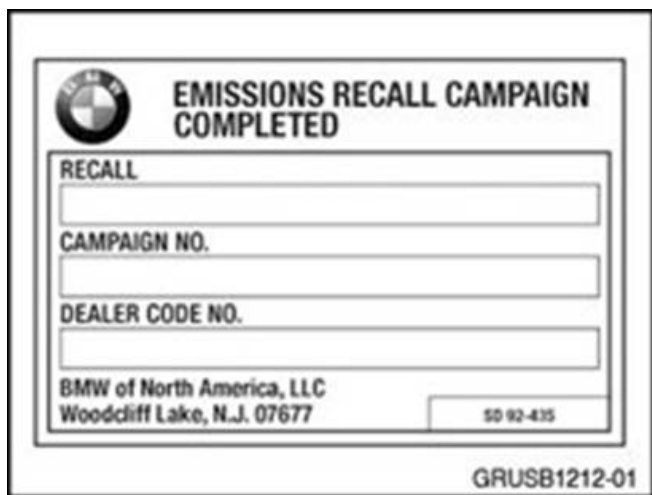 BMW
EMISSIONS RECALL CAMPAIGN
COMPLETED
RECALL
CAMPAIGN NO.
DEALER CODE NO.
BMW of North America, LLC
Woodcliff Lake, N.J. 07677
SD 92-435
GRUSB1212-01